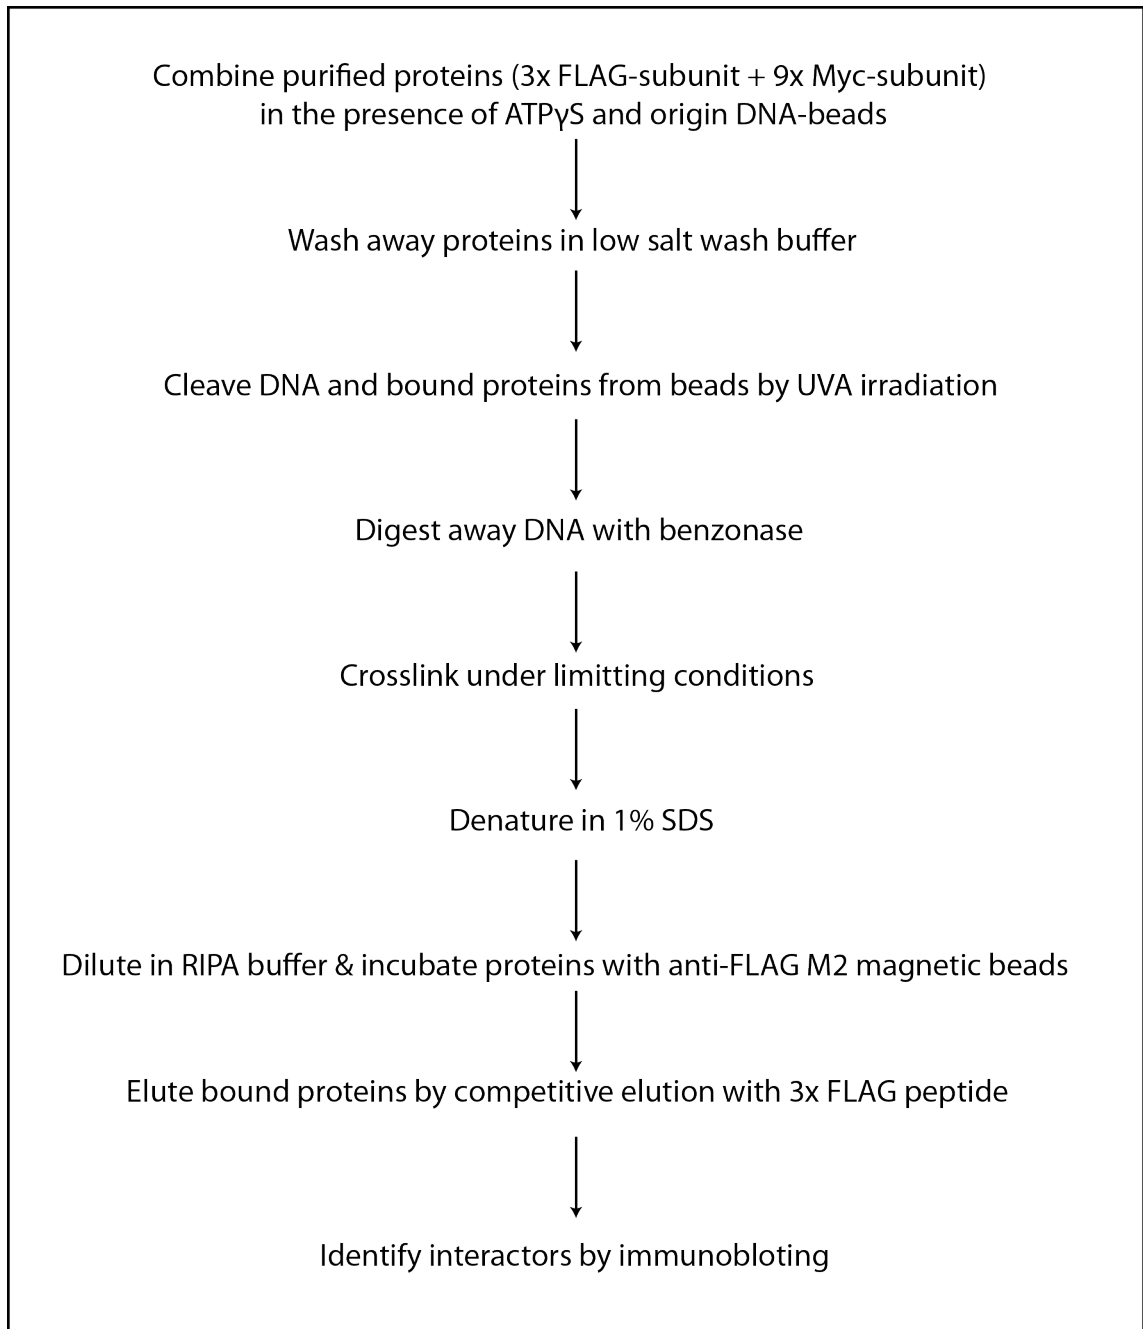 Combine purified proteins (3x FLAG-subunit + 9x Myc-subunit)
in the presence of ATPγS and origin DNA-beads
Wash away proteins in low salt wash buffer
Cleave DNA and bound proteins from beads by UVA irradiation
Digest away DNA with benzonase
Crosslink under limitting conditions
Denature in 1% SDS
Dilute in RIPA buffer & incubate proteins with anti-FLAG M2 magnetic beads
Elute bound proteins by competitive elution with 3x FLAG peptide
Identify interactors by immunobloting